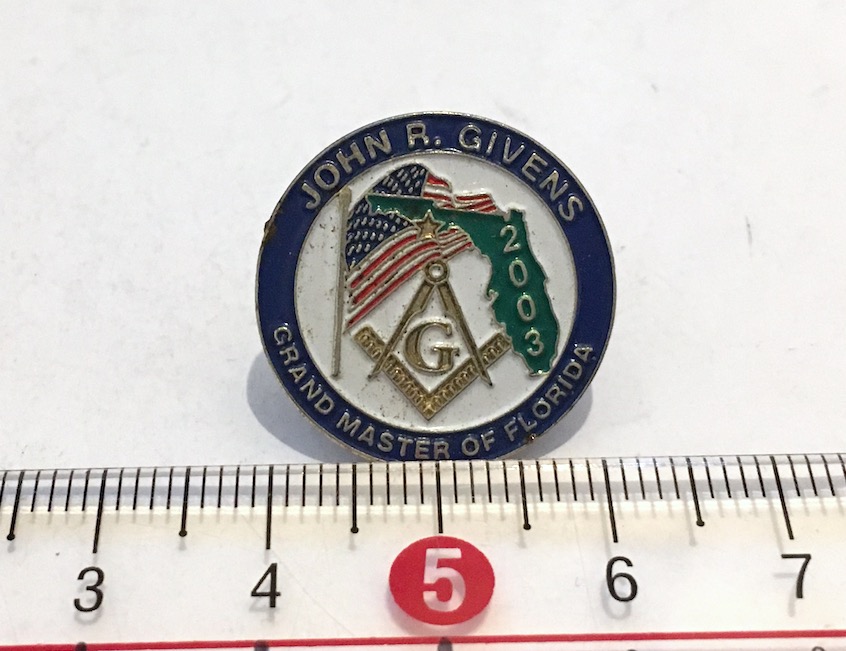 JOHN R. GIVENS
2003
G
GRAND MASTER OF FLORIDA
3 4 5 6 7